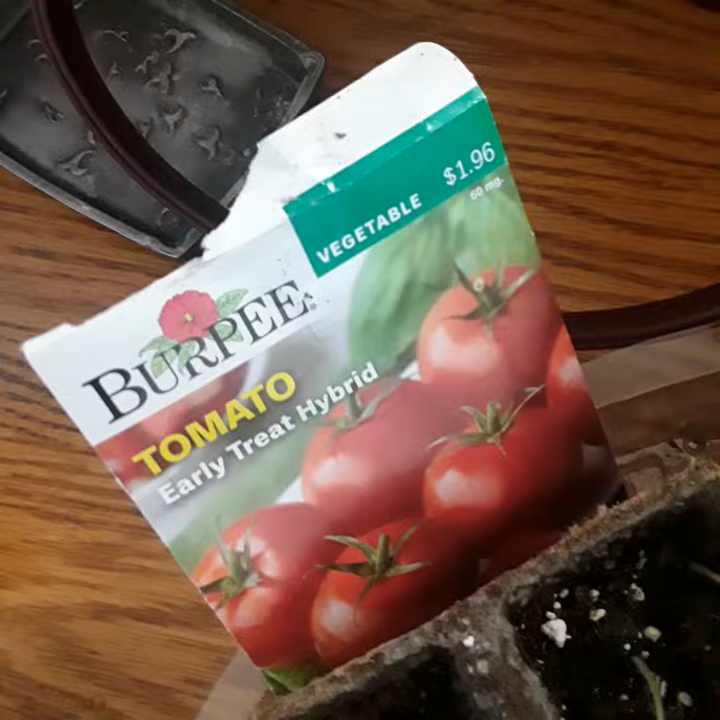 VEGETABLE $1.96
60 mg.
BURPEE®
TOMATO
Early Treat Hybrid